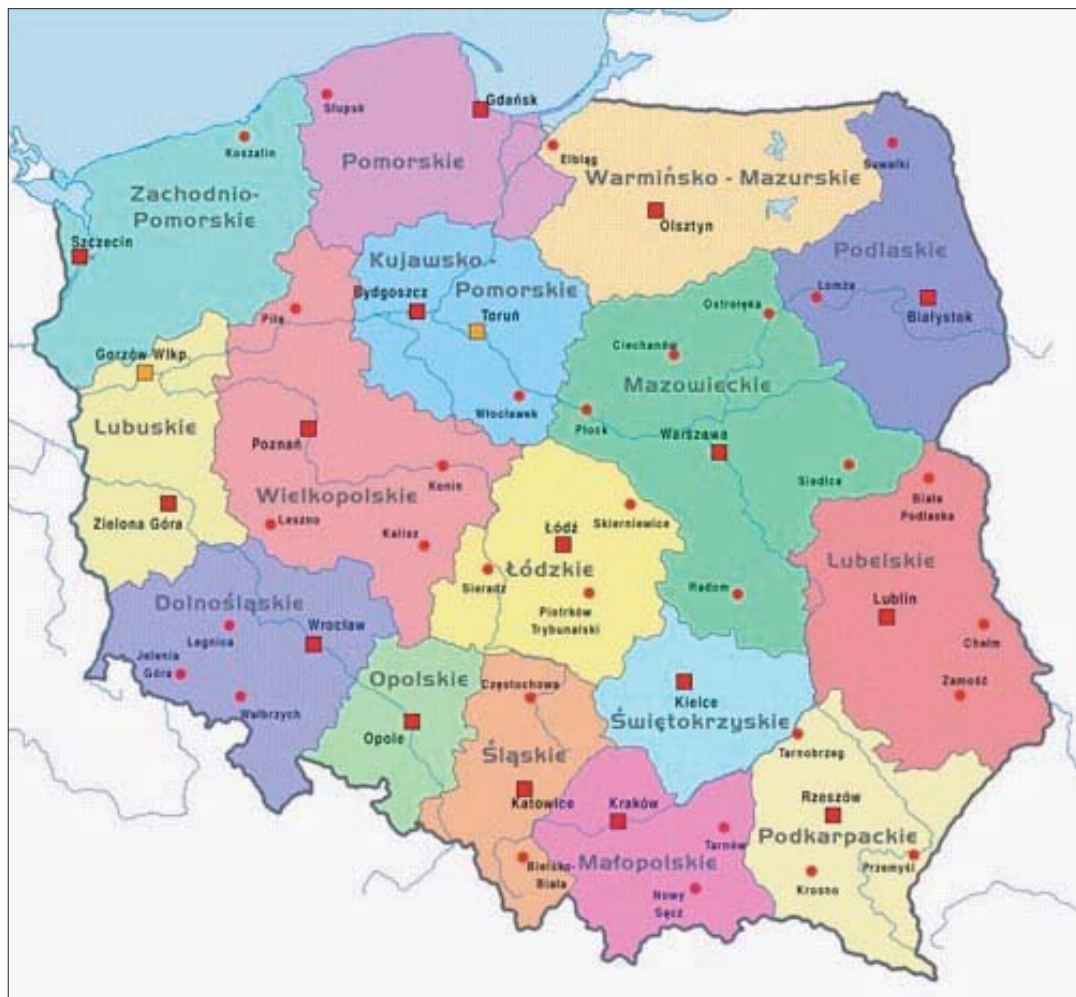 Słupsk
Gdańsk
Koszalin
Pomorskie
Elbląg
Suwałki
Zachodnio-
Pomorskie
Warmińsko - Mazurskie
Olsztyn
Szczecin
Kujawsko -
Pomorskie
Podlaskie
Bydgoszcz
Toruń
Piła
Ostrołęka
Łomża
Białystok
Gorzów Wlkp.
Ciechanów
Mazowieckie
Włocławek
Płock
Lubuskie
Poznań
Warszawa
Konin
Siedlce
Wielkopolskie
Biała
Podlaska
Zielona Góra
Leszno
Kalisz
Skierniewice
Łódź
Łódzkie
Lubelskie
Sieradz
Piotrków
Trybunalski
Radom
Lublin
Dolnośląskie
Legnica
Wrocław
Chełm
Jelenia
Góra
Opolskie
Częstochowa
Kielce
Zamość
Wałbrzych
Świętokrzyskie
Opole
Śląskie
Tarnobrzeg
Katowice
Kraków
Rzeszów
Tarnów
Podkarpackie
Małopolskie
Bielsko-
Biała
Przemyśl
Krosno
Nowy
Sącz